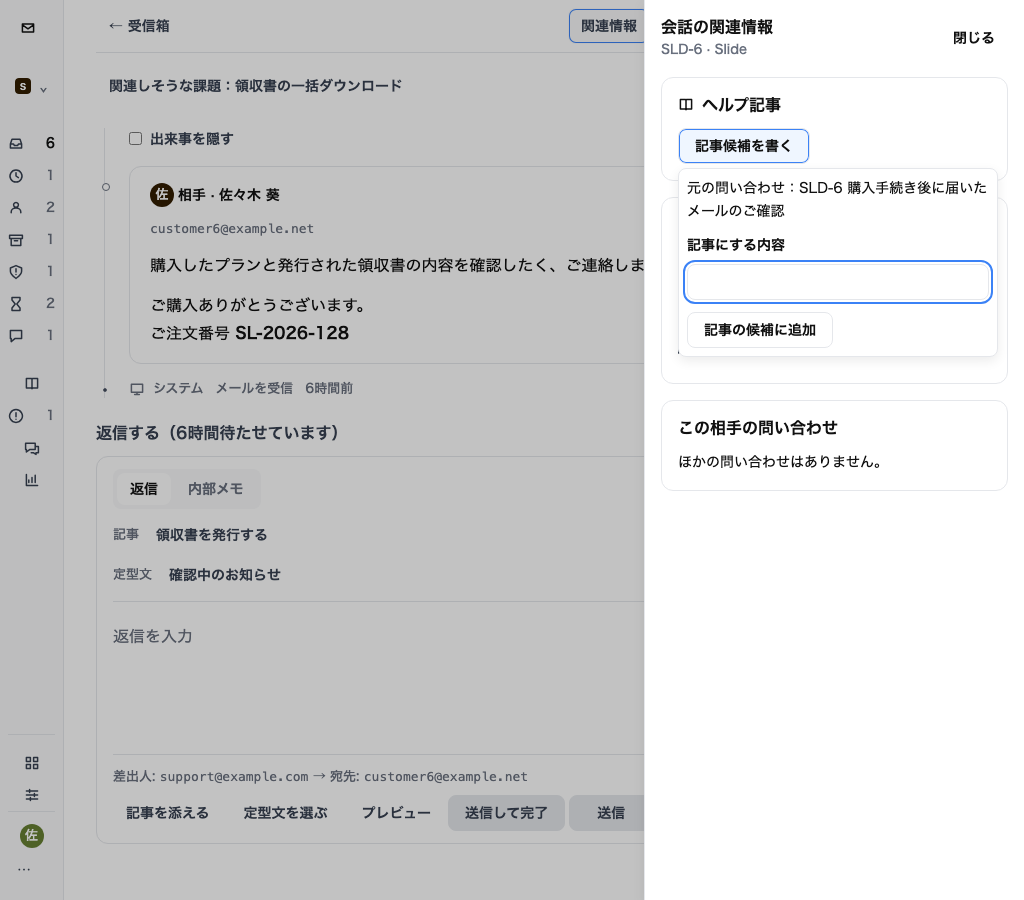 S
6
1
2
1
1
2
1
1
佐
…
← 受信箱
関連情報
関連しそうな課題：領収書の一括ダウンロード
出来事を隠す
佐 相手 · 佐々木 葵
customer6@example.net
購入したプランと発行された領収書の内容を確認したく、ご連絡しま
ご購入ありがとうございます。
ご注文番号 SL-2026-128
システム メールを受信 6時間前
返信する（6時間待たせています）
返信 内部メモ
記事 領収書を発行する
定型文 確認中のお知らせ
返信を入力
差出人: support@example.com → 宛先: customer6@example.net
記事を添える 定型文を選ぶ プレビュー 送信して完了 送信
会話の関連情報
SLD-6 · Slide
閉じる
ヘルプ記事
記事候補を書く
元の問い合わせ：SLD-6 購入手続き後に届いた
メールのご確認
記事にする内容
記事の候補に追加
この相手の問い合わせ
ほかの問い合わせはありません。